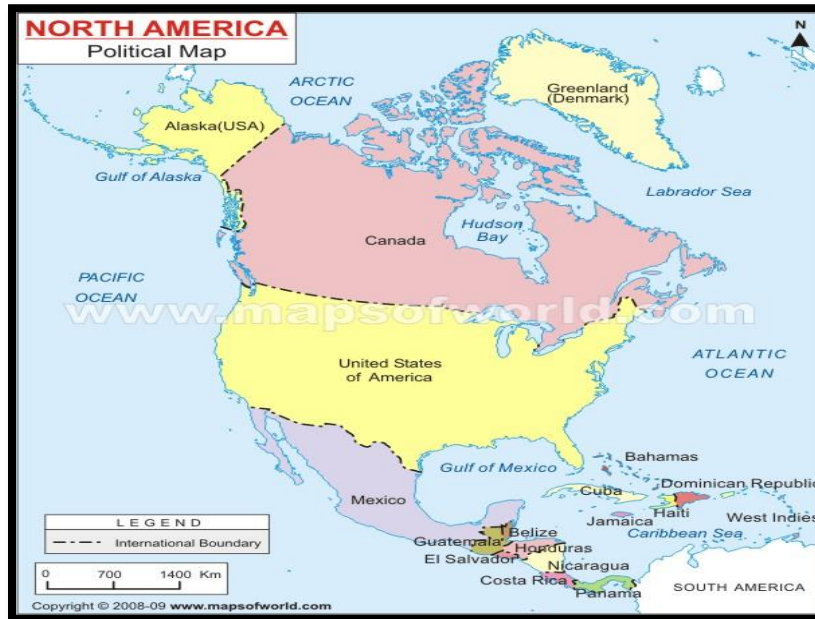 NORTH AMERICA
Political Map
N
ARCTIC
OCEAN
Greenland
(Denmark)
Alaska(USA)
Gulf of Alaska
Labrador Sea
Hudson
Bay
Canada
PACIFIC
OCEAN
www.mapsofworld.com
United States
of America
ATLANTIC
OCEAN
Bahamas
Gulf of Mexico
Dominican Republic
Cuba
Mexico
Haiti
Jamaica
West Indies
Belize
Caribbean Sea
Guatemala
Honduras
El Salvador
Nicaragua
Costa Rica
Panama
SOUTH AMERICA
LEGEND
International Boundary
0 700 1400 Km
Copyright © 2008-09 www.mapsofworld.com